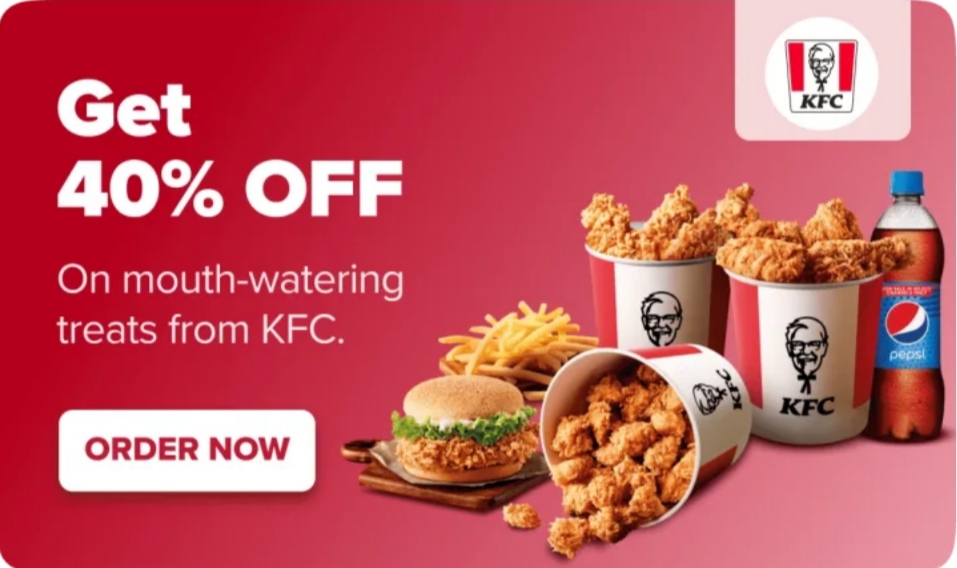 Get
40% OFF
On mouth-watering
treats from KFC.
ORDER NOW
KFC
KFC
KFC
pepsi